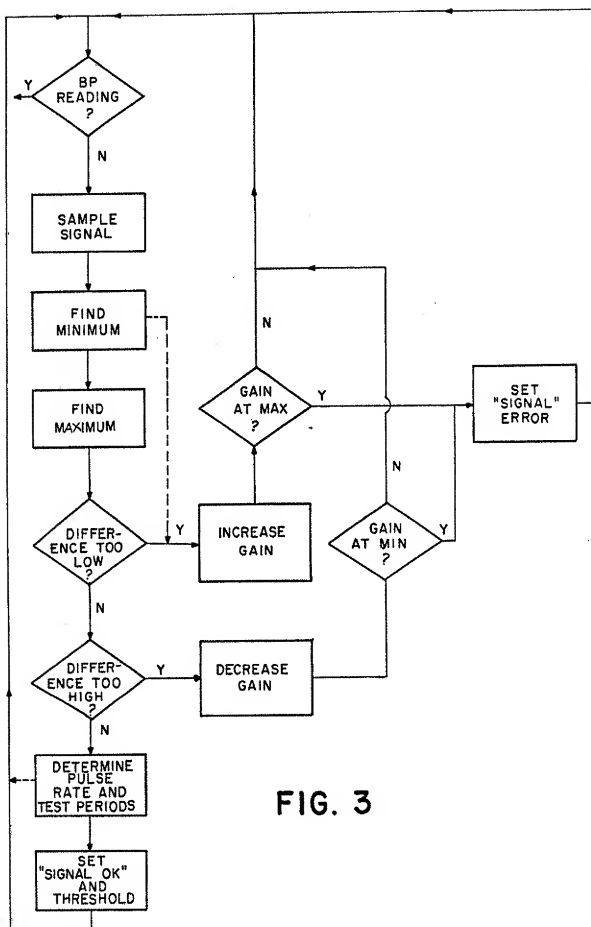 BP
READING
?
Y
N
SAMPLE
SIGNAL
FIND
MINIMUM
FIND
MAXIMUM
DIFFER-
ENCE TOO
LOW
?
Y
N
INCREASE
GAIN
GAIN
AT MAX
?
N
Y
SET
"SIGNAL"
ERROR
GAIN
AT MIN
?
N
Y
DIFFER-
ENCE TOO
HIGH
?
Y
N
DECREASE
GAIN
DETERMINE
PULSE
RATE AND
TEST PERIODS
SET
"SIGNAL OK"
AND
THRESHOLD
FIG. 3